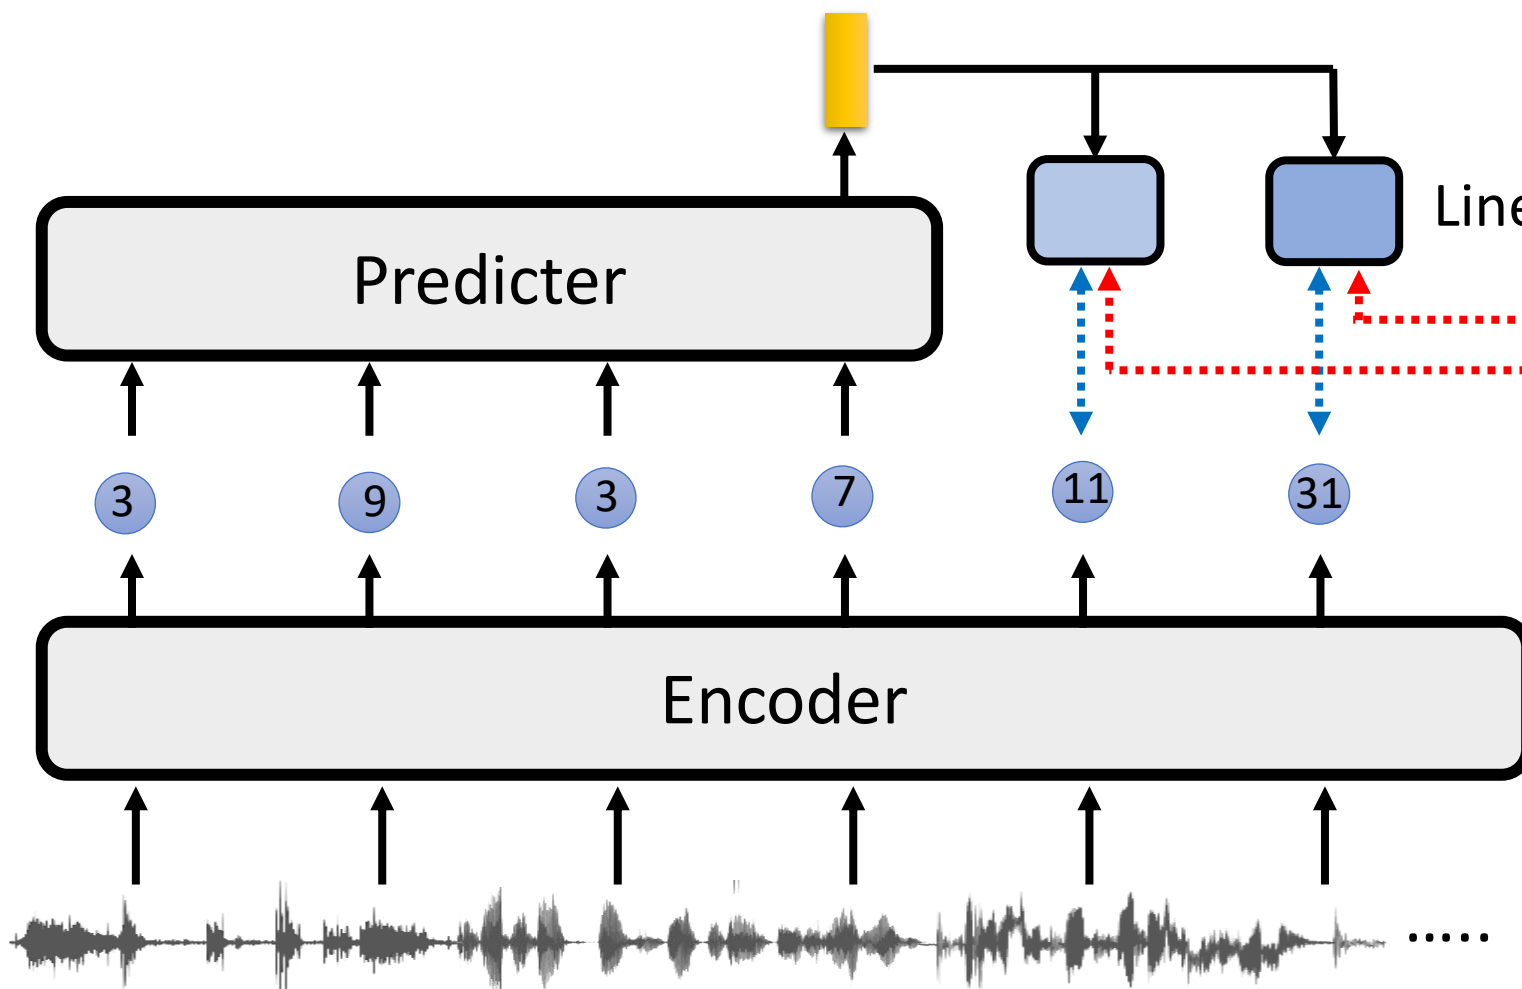 Line
Predicter
3 9 3 7 11 31
Encoder
.....